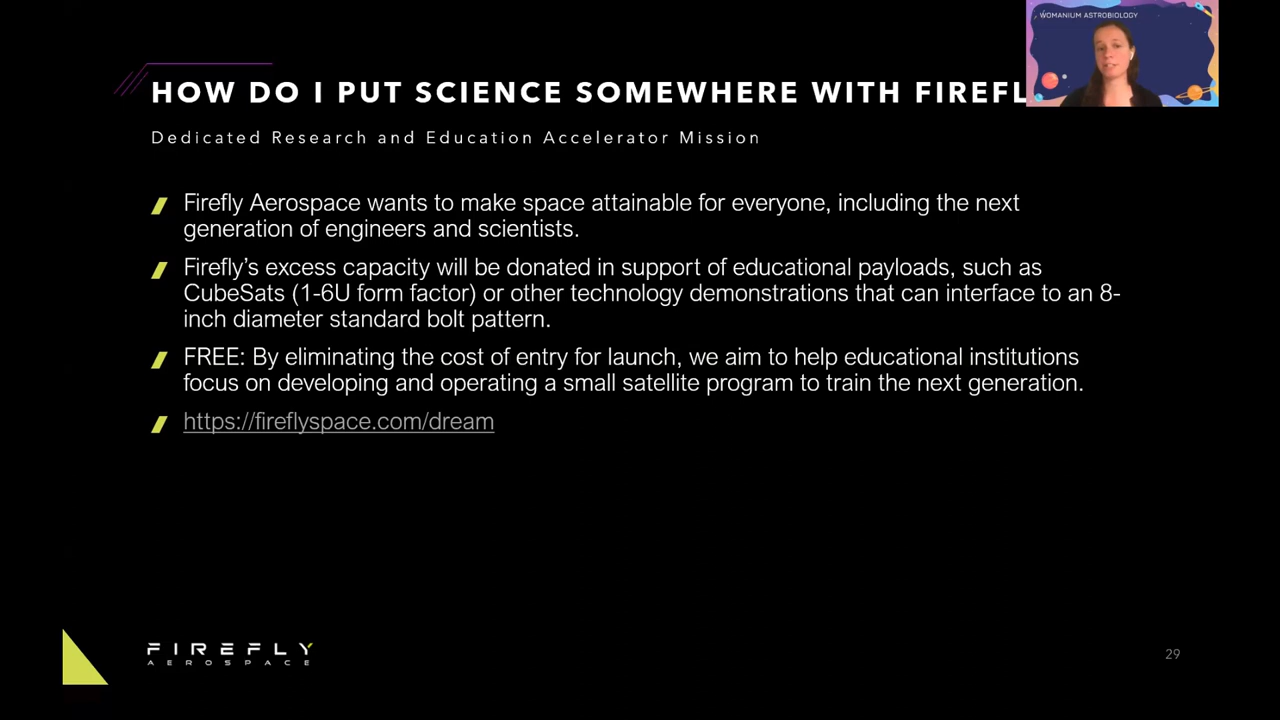 WOMANIUM ASTROBIOLOGY
HOW DO I PUT SCIENCE SOMEWHERE WITH
Dedicated Research and Education Accelerator Mission
Firefly Aerospace wants to make space attainable for everyone, including the next
generation of engineers and scientists.
Firefly's excess capacity will be donated in support of educational payloads, such as
CubeSats (1-6U form factor) or other technology demonstrations that can interface to an 8-
inch diameter standard bolt pattern.
FREE: By eliminating the cost of entry for launch, we aim to help educational institutions
focus on developing and operating a small satellite program to train the next generation.
https://fireflyspace.com/dream
FIREFLY
AEROSPACE
29